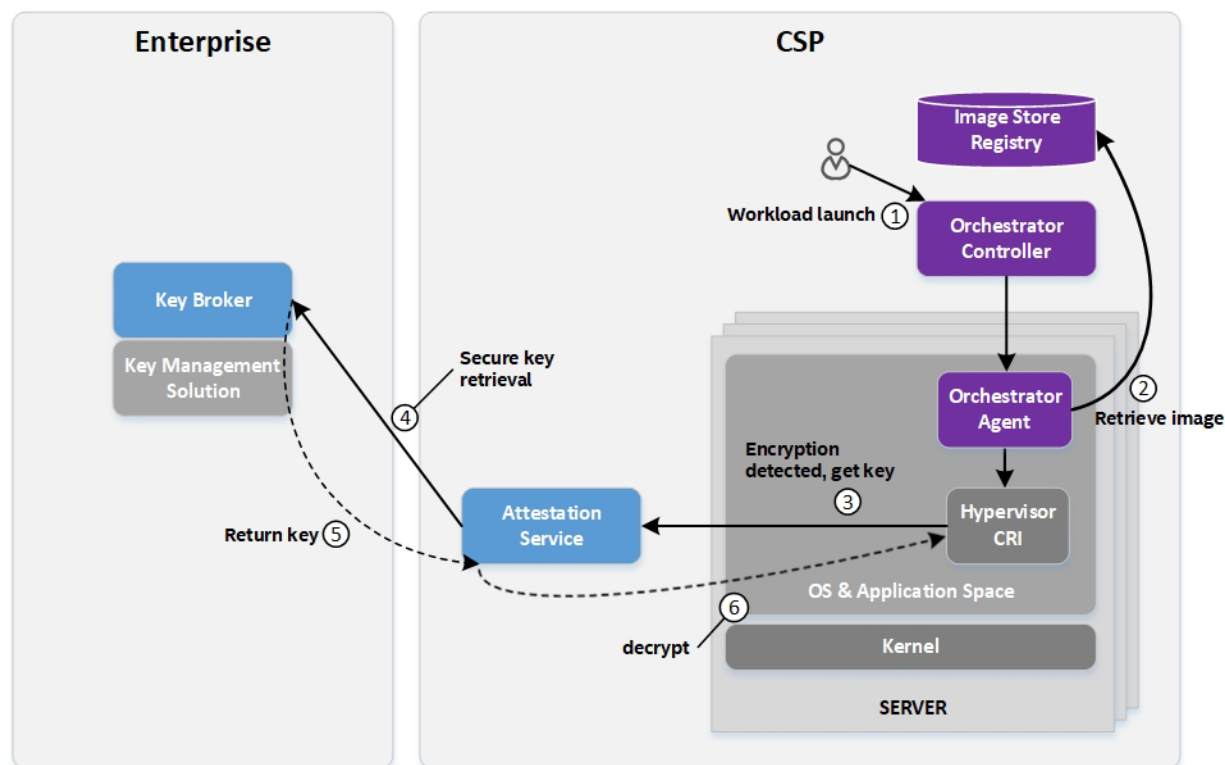 Enterprise
CSP
Image Store
Registry
Workload launch 1
Orchestrator
Controller
Key Broker
Key Management
Solution
Secure key
retrieval
4
Orchestrator
Agent
2
Retrieve image
Encryption
detected, get key
3
Attestation
Service
Hypervisor
CRI
Return key 5
OS & Application Space
6
decrypt
Kernel
SERVER